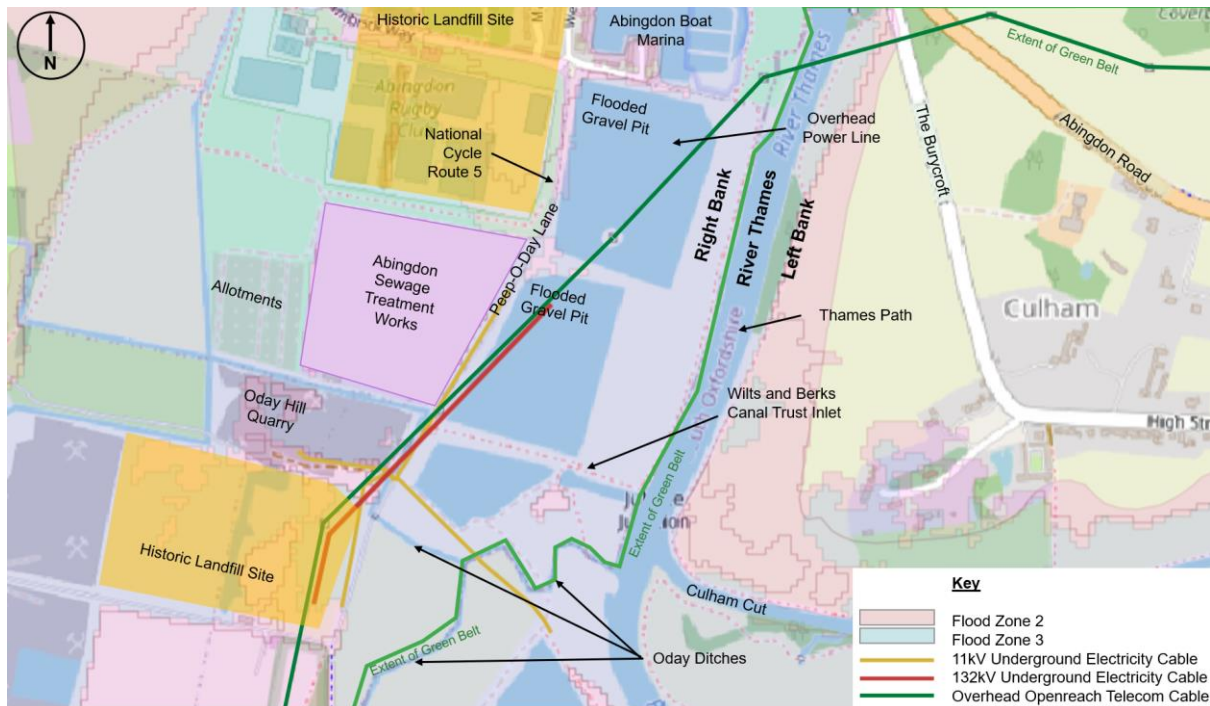 Historic Landfill Site
Abingdon Boat
Marina
N
Abingdon
Rugby
Extent of Green Belt
River Thames
Flooded
Gravel Pit
Overhead
Power Line
National
Cycle
Route 5
The Burycroft
Abingdon Road
Right Bank
River Thames
Left Bank
Peep-O-Day Lane
Abingdon
Sewage
Treatment
Works
Allotments
Flooded
Gravel Pit
Culham
Thames Path
Oday Hill
Quarry
Wilts and Berks
Canal Trust Inlet
Oxfordshire
High
Extent of Green Belt
Historic Landfill Site
Culham Cut
Extent of Green Belt
Oday Ditches
Key
Flood Zone 2
Flood Zone 3
11kV Underground Electricity Cable
132kV Underground Electricity Cable
Overhead Openreach Telecom Cable